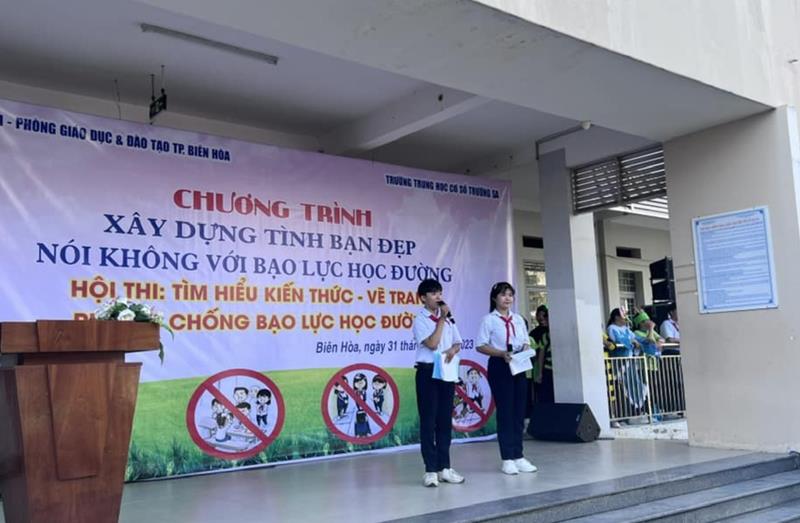 - PHÒNG GIÁO DỤC & ĐÀO TẠO TP. BIÊN HÒA
TRƯỜNG TRUNG HỌC CƠ SỞ TRƯỜNG SA
CHƯƠNG TRÌNH
XÂY DỰNG TÌNH BẠN ĐẸP
NÓI KHÔNG VỚI BẠO LỰC HỌC ĐƯỜNG
HỘI THI: TÌM HIỂU KIẾN THỨC - VẼ TRAN
CHỐNG BẠO LỰC HỌC ĐƯỜ
Biên Hòa, ngày 31 thá 2023